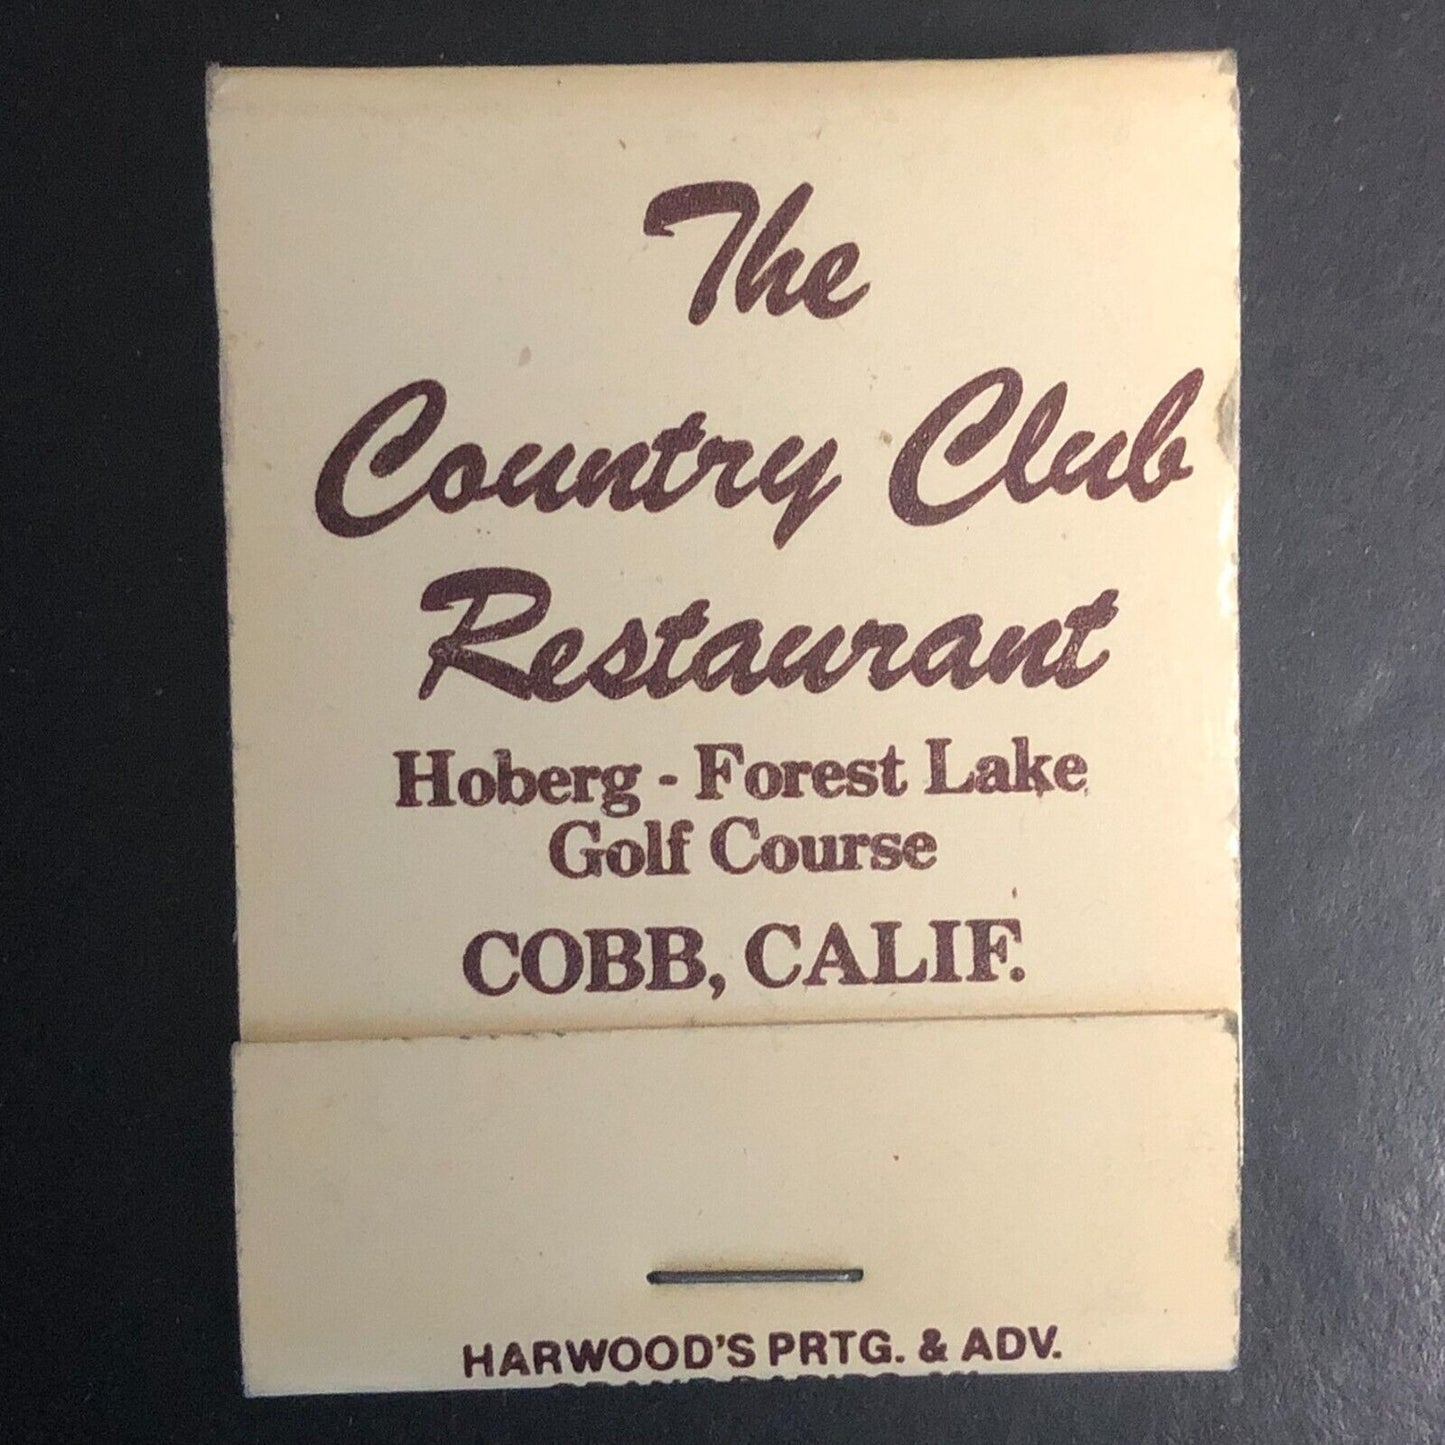 The
Country Club
Restaurant
Hoberg - Forest Lake
Golf Course
COBB, CALIF.
HARWOOD'S PRTG. & ADV.